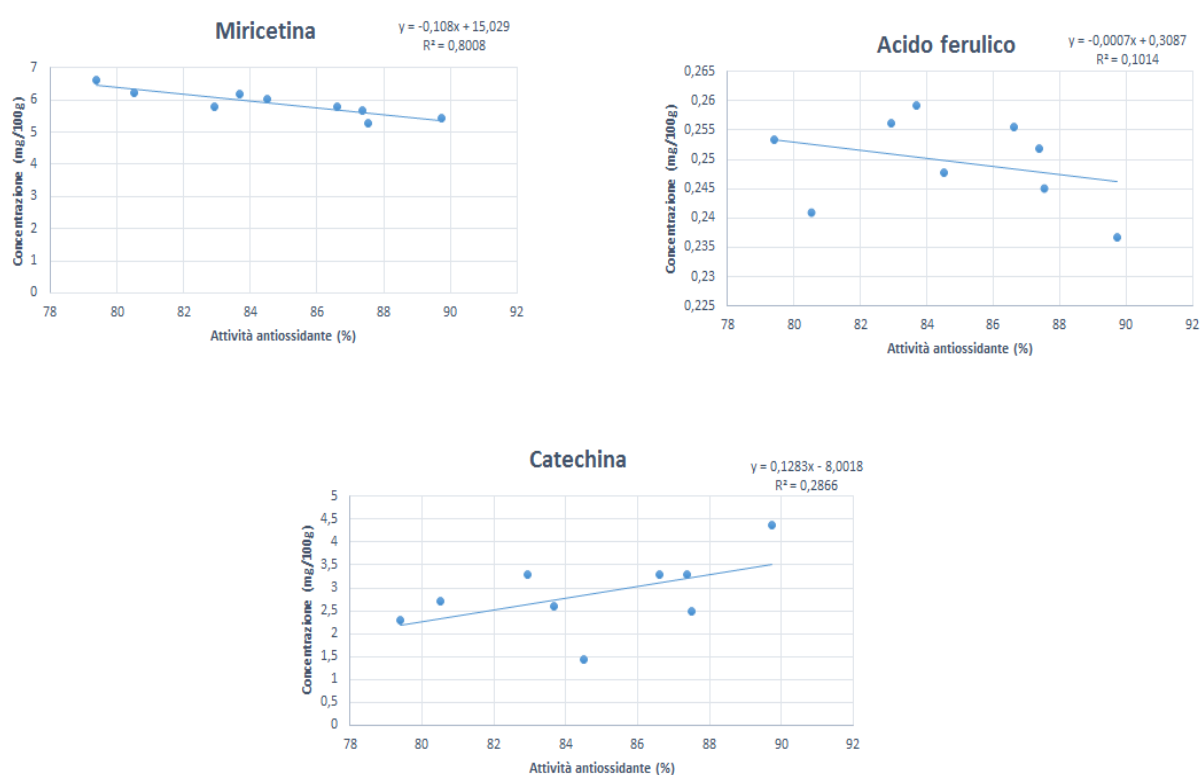 Miricetina
y = -0,108x + 15,029
R² = 0,8008
Concentrazione (mg/100g)
7
6
5
4
3
2
1
0
78 80 82 84 86 88 90 92
Attività antiossidante (%)
Acido ferulico
y = -0,0007x + 0,3087
R² = 0,1014
Concentrazione (mg/100g)
0,265
0,26
0,255
0,25
0,245
0,24
0,235
0,23
0,225
78 80 82 84 86 88 90 92
Attività antiossidante (%)
Catechina
y = 0,1283x - 8,0018
R² = 0,2866
Concentrazione (mg/100g)
5
4,5
4
3,5
3
2,5
2
1,5
1
0,5
0
78 80 82 84 86 88 90 92
Attività antiossidante (%)